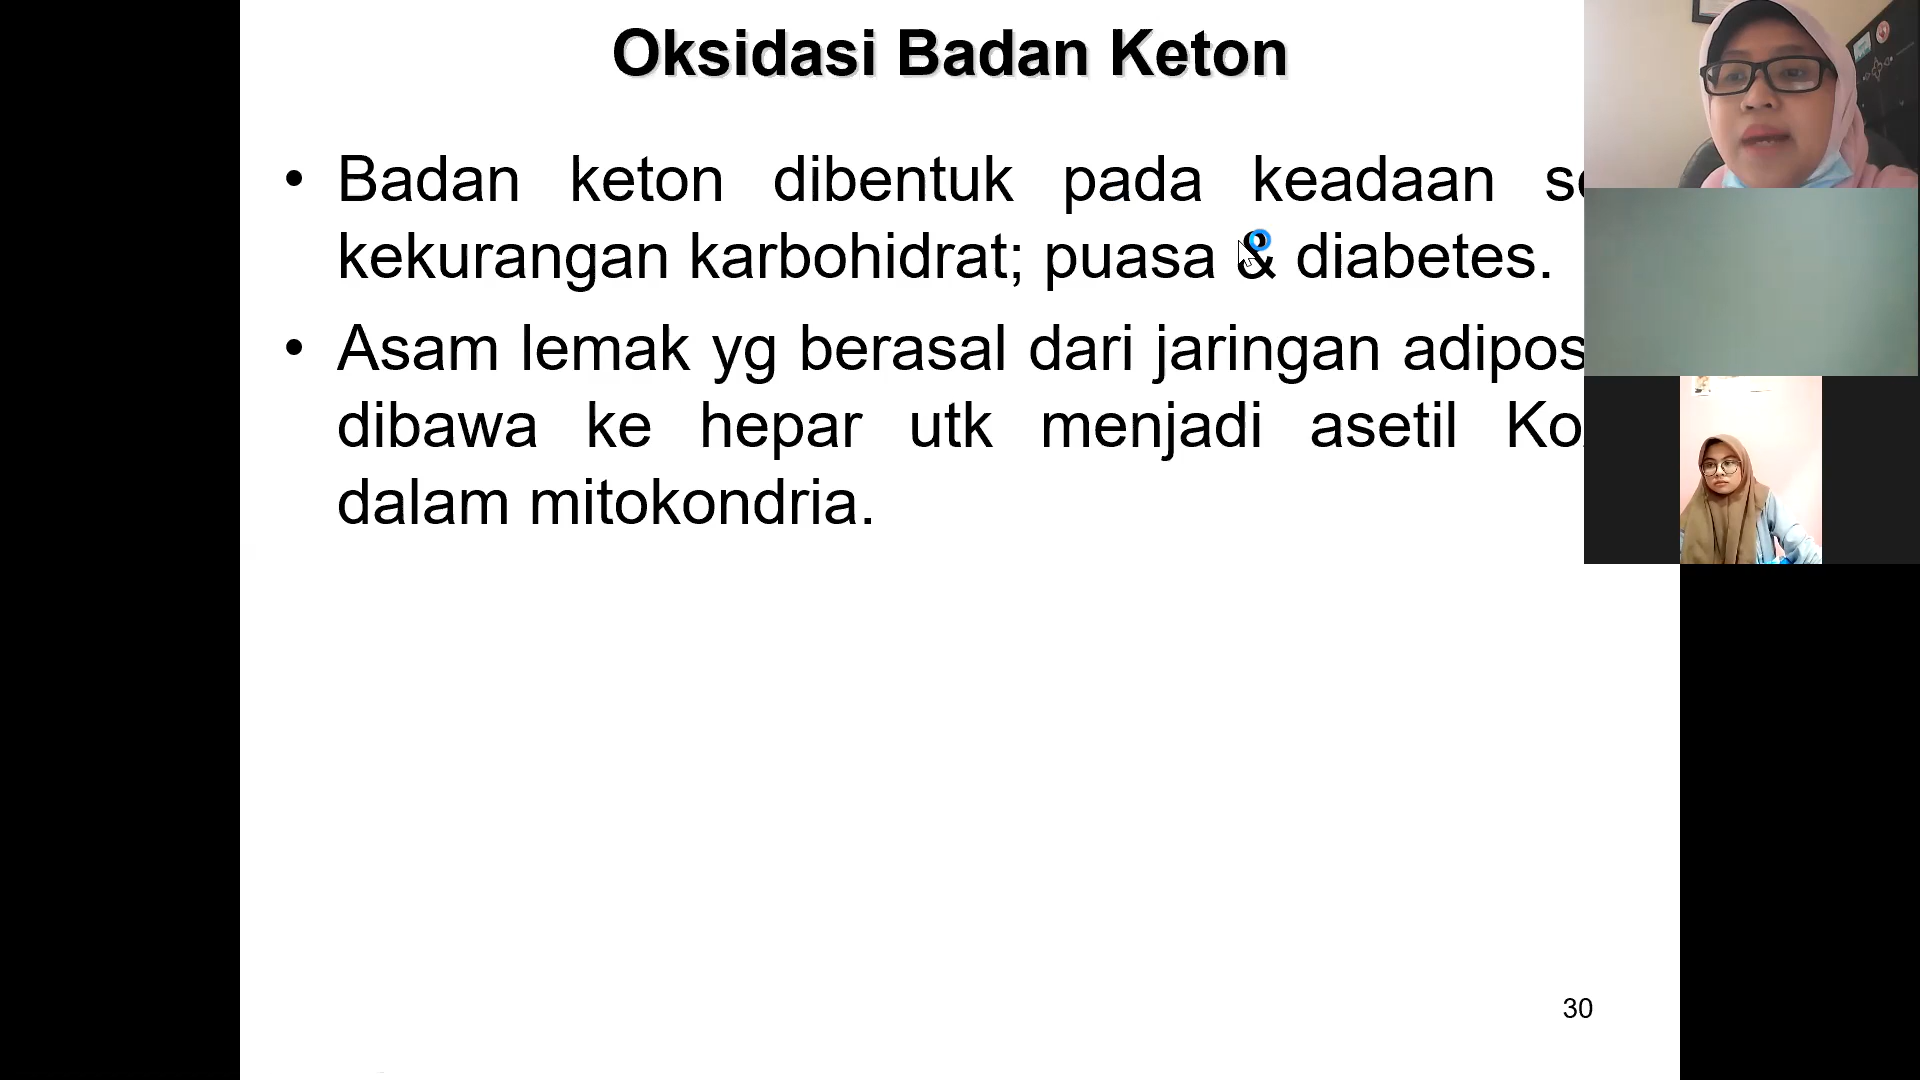 Oksidasi Badan Keton
• Badan keton dibentuk pada keadaan
kekurangan karbohidrat; puasa & diabetes.
• Asam lemak yg berasal dari jaringan adipos
dibawa ke hepar utk menjadi asetil
dalam mitokondria.
30